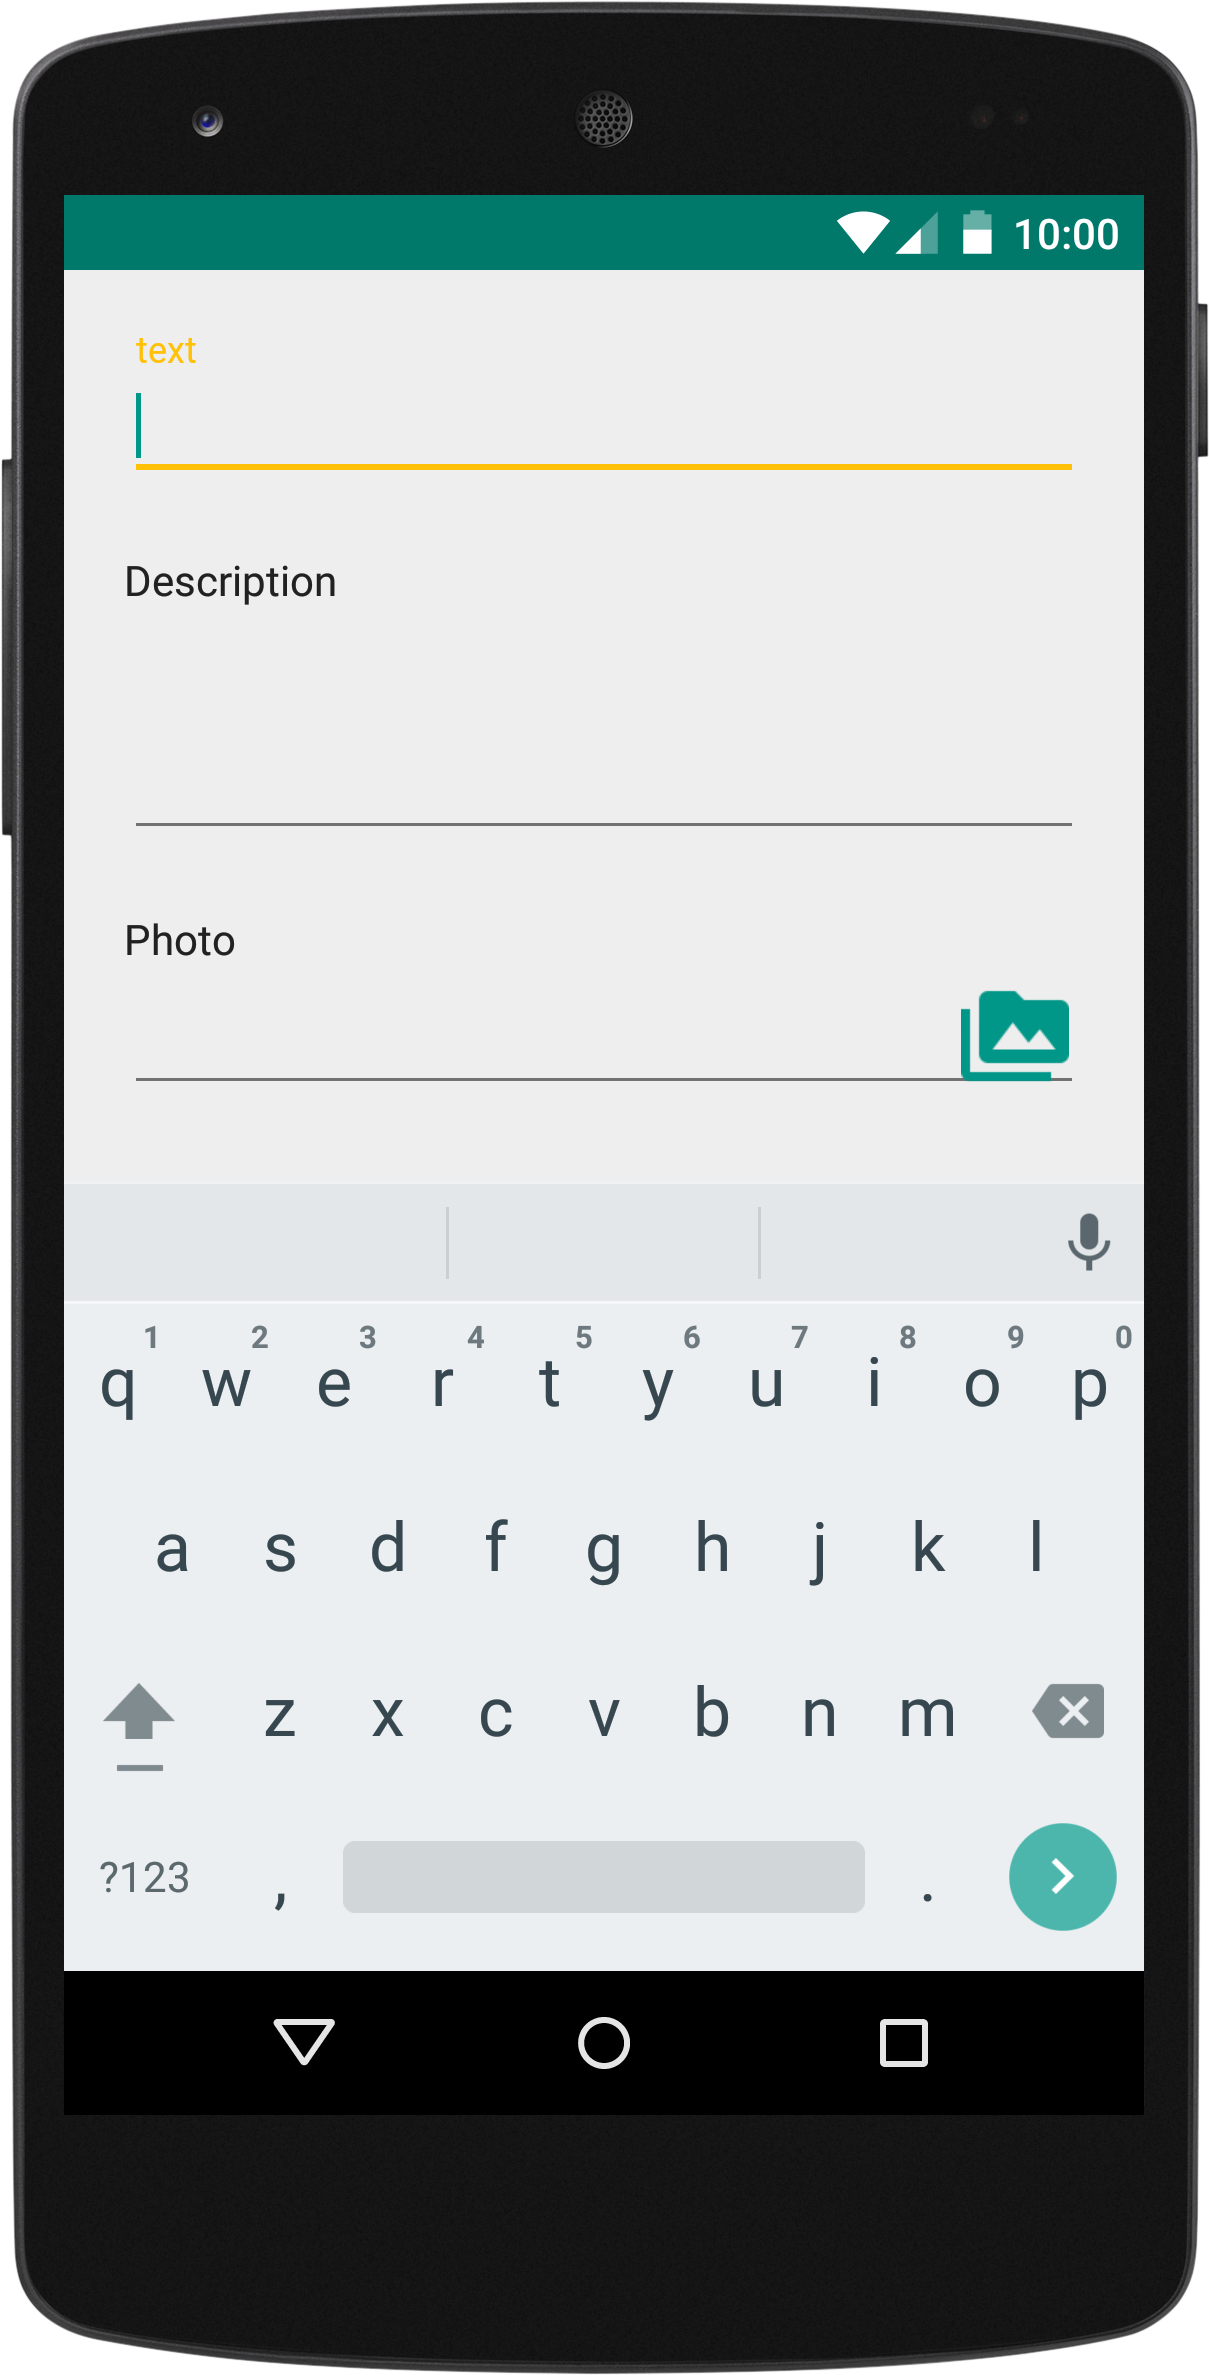 10:00
text
Description
Photo
1 2 3 4 5 6 7 8 9 0
q w e r t y u i o p
a s d f g h j k l
z x c v b n m
?123 , .